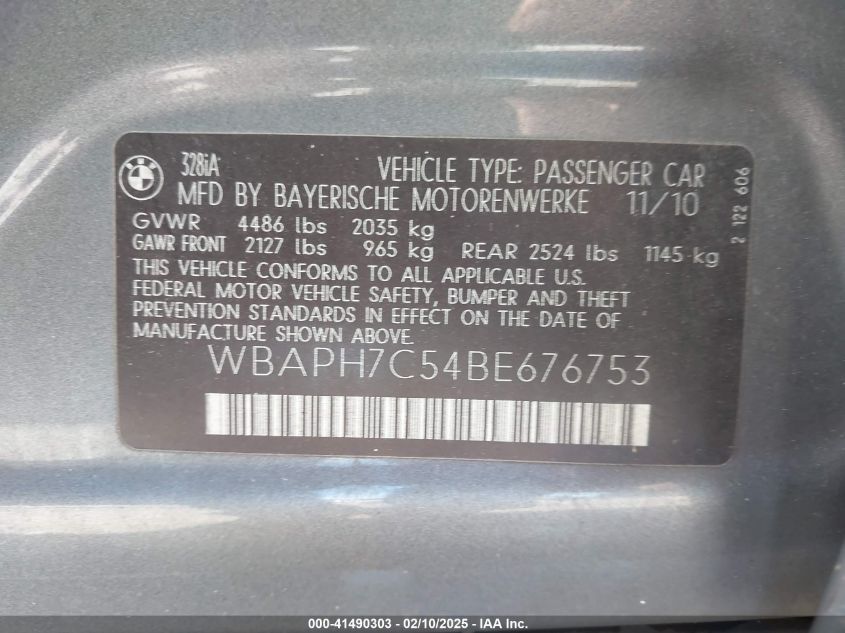 BMW
328iA
VEHICLE TYPE: PASSENGER CAR
MFD BY BAYERISCHE MOTORENWERKE 11/10
GVWR 4486 lbs 2035 kg
GAWR FRONT 2127 lbs 965 kg REAR 2524 lbs 1145 kg
THIS VEHICLE CONFORMS TO ALL APPLICABLE U.S.
FEDERAL MOTOR VEHICLE SAFETY, BUMPER AND THEFT
PREVENTION STANDARDS IN EFFECT ON THE DATE OF
MANUFACTURE SHOWN ABOVE.
WBAPH7C54BE676753
2 122 606
000-41490303 - 02/10/2025 - IAA Inc.